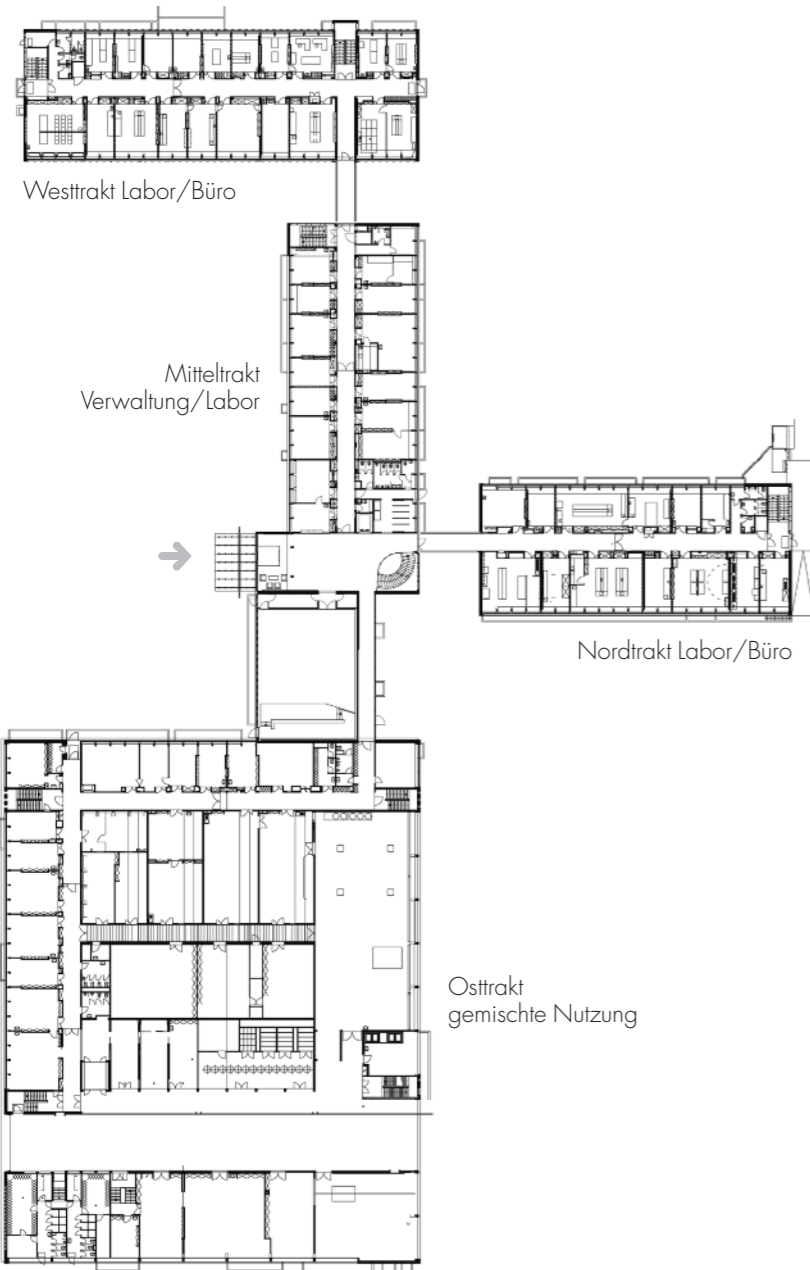 Westtrakt Labor/Büro
Mitteltrakt
Verwaltung/Labor
Nordtrakt Labor/Büro
Osttrakt
gemischte Nutzung